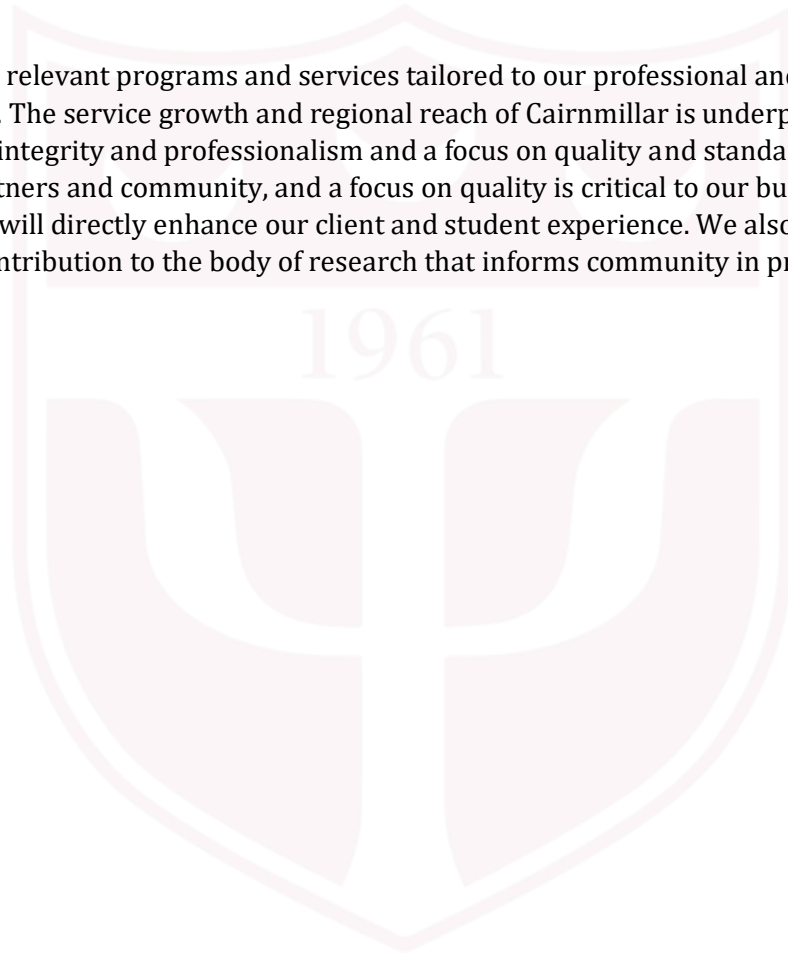 relevant programs and services tailored to our professional and
. The service growth and regional reach of Cairnmillar is underp
integrity and professionalism and a focus on quality and standa
tners and community, and a focus on quality is critical to our bu
will directly enhance our client and student experience. We also
ntribution to the body of research that informs community in pr
1961